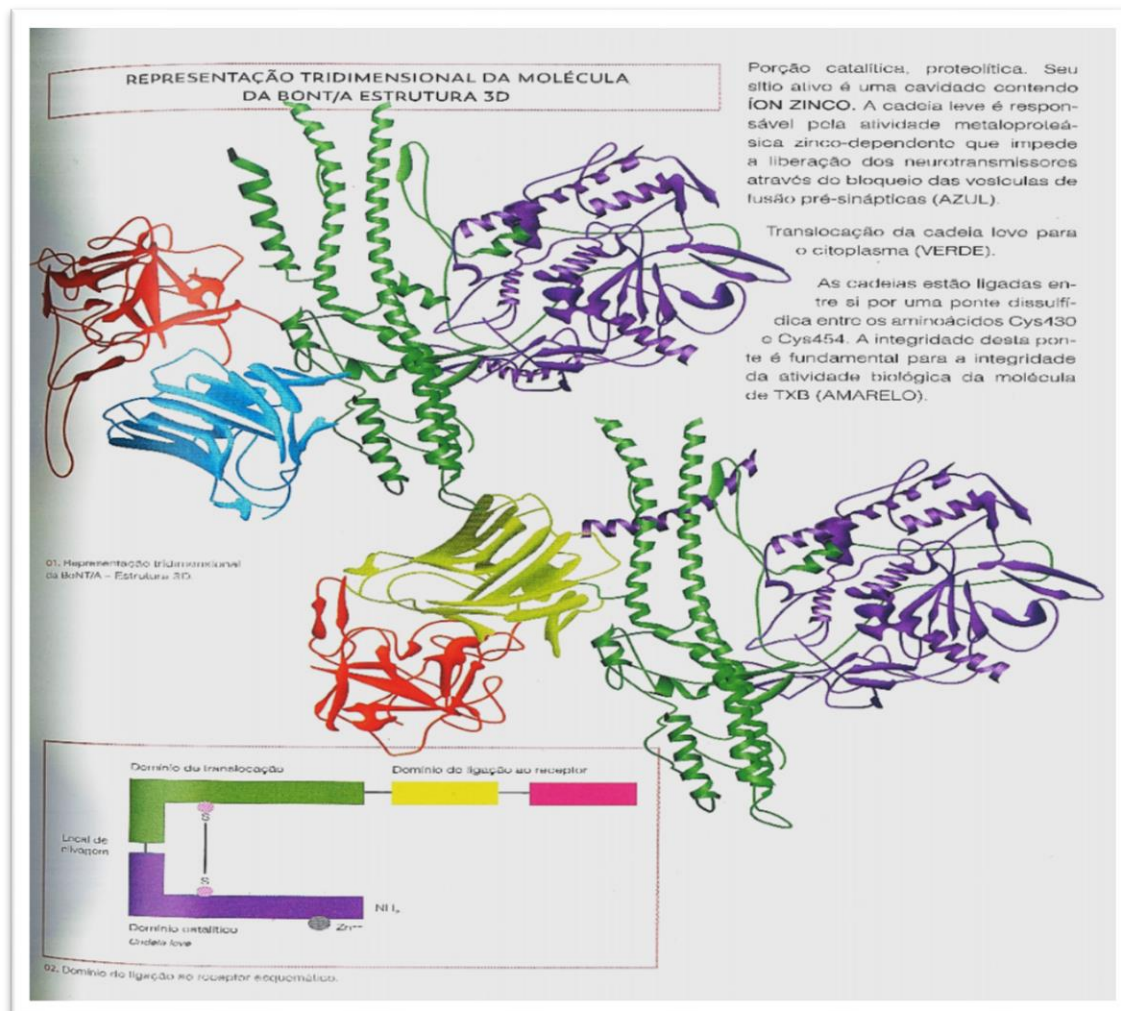 REPRESENTAÇÃO TRIDIMENSIONAL DA MOLÉCULA
DA BONT/A ESTRUTURA 3D
Porção catalítica, proteolítica. Seu
sítio ativo é uma cavidade contendo
ÍON ZINCO. A cadeia leve é respon-
sável pela atividade metaloproteá-
sica zinco-dependente que impede
a liberação dos neurotransmissores
através do bloqueio das vesículas de
fusão pré-sinápticas (AZUL).
Translocação da cadeia leve para
o citoplasma (VERDE).
As cadeias estão ligadas en-
tre si por uma ponte dissulfí-
dica entre os aminoácidos Cys430
e Cys454. A integridade desta pon-
te é fundamental para a integridade
da atividade biológica da molécula
de TXB (AMARELO).
01. Representação tridimensional
da BoNT/A – Estrutura 3D.
Domínio de translocação
Domínio de ligação ao receptor
S
Local de
clivagem
S
NH₂
Zn++
Domínio catalítico
Cadeia leve
02. Domínio de ligação ao receptor esquemático.